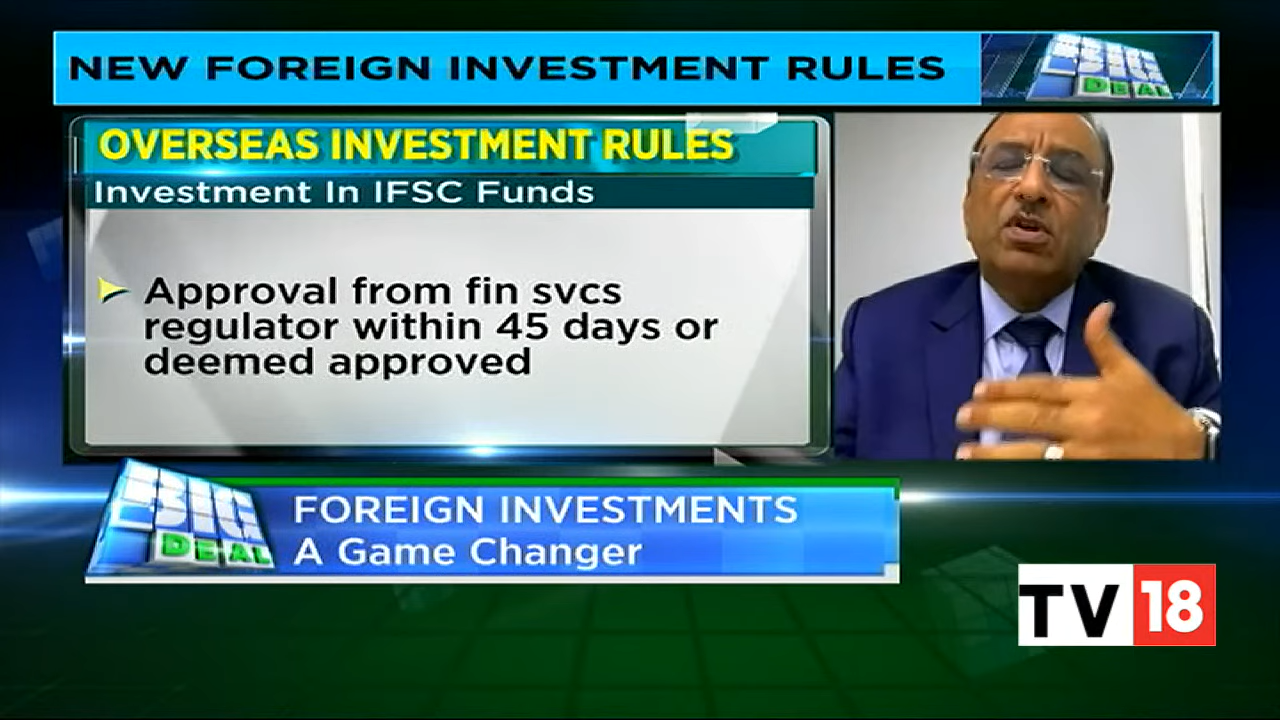 NEW FOREIGN INVESTMENT RULES
BIG
DEAL
OVERSEAS INVESTMENT RULES
Investment In IFSC Funds
Approval from fin svcs
regulator within 45 days or
deemed approved
BIG
DEAL
FOREIGN INVESTMENTS
A Game Changer
TV18